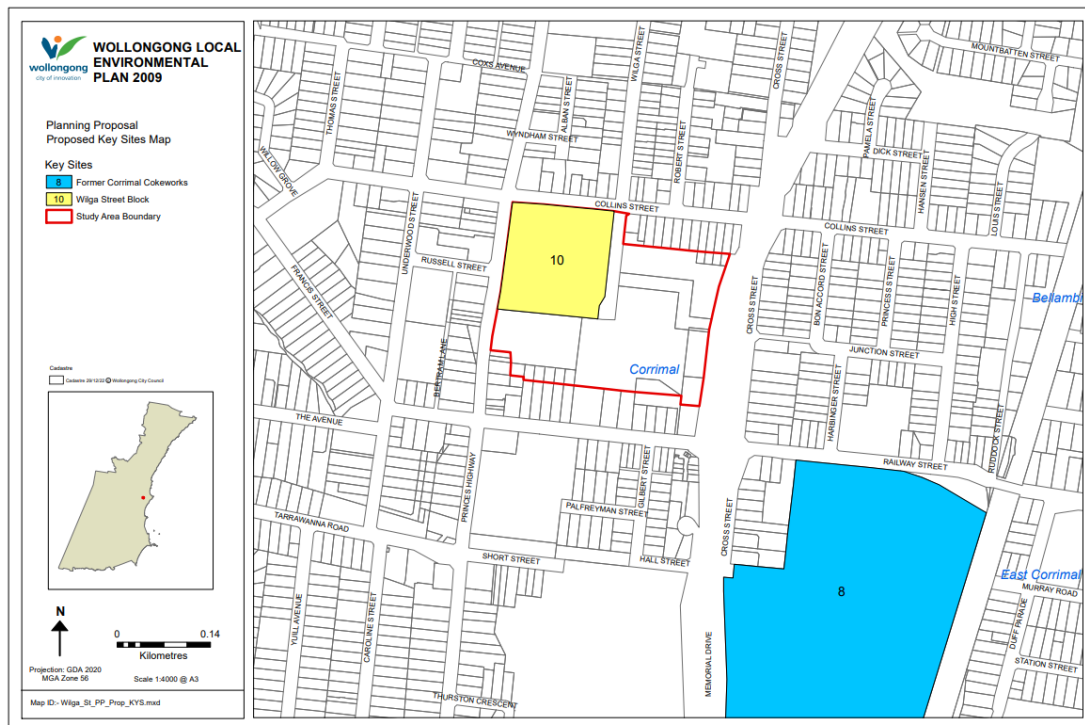 wollongong
city of innovation
WOLLONGONG LOCAL
ENVIRONMENTAL
PLAN 2009
Planning Proposal
Proposed Key Sites Map
Key Sites
8 Former Corrimal Cokeworks
10 Wilga Street Block
Study Area Boundary
Cadastre
Cadastre 28/12/22 © Wollongong City Council
N
0 0.14
Kilometres
Projection: GDA 2020
MGA Zone 56
Scale 1:4000 @ A3
Map ID:- Wilga_St_PP_Prop_KYS.mxd
COXS AVENUE
WILGA STREET
CROSS STREET
MOUNTBATTEN STREET
THOMAS STREET
ALBAN STREET
WYNDHAM STREET
ROBERT STREET
PAMELA STREET
DICK STREET
WILLOW GROVE
HANSEN STREET
LOUIS STREET
UNDERWOOD STREET
COLLINS STREET
COLLINS STREET
RUSSELL STREET
10
FRANCIS STREET
CROSS STREET
BON ACCORD STREET
PRINCESS STREET
HIGH STREET
Bellambi
BERTRAM LANE
Corrimal
JUNCTION STREET
THE AVENUE
HARBINGER STREET
RUDDOCK STREET
RAILWAY STREET
PRINCES HIGHWAY
GILBERT STREET
PALFREYMAN STREET
TARRAWANNA ROAD
CROSS STREET
SHORT STREET
HALL STREET
East Corrimal
MURRAY ROAD
8
YUILL AVENUE
CAROLINE STREET
MEMORIAL DRIVE
DUFF PARADE
STATION STREET
THURSTON CRESCENT